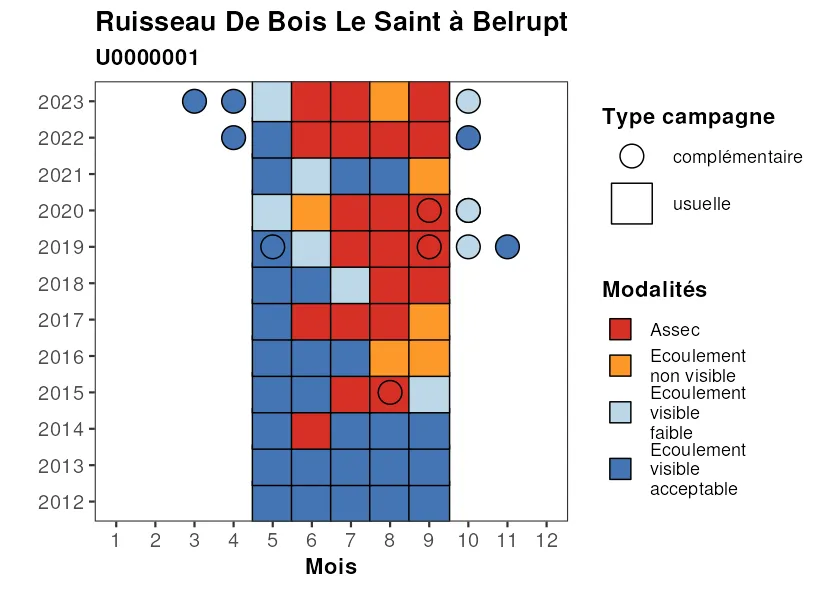 Ruisseau De Bois Le Saint à Belrupt
U0000001
2023
2022
2021
2020
2019
2018
2017
2016
2015
2014
2013
2012
1 2 3 4 5 6 7 8 9 10 11 12
Mois
Type campagne
complémentaire
usuelle
Modalités
Assec
Ecoulement
non visible
Ecoulement
visible
faible
Ecoulement
visible
acceptable